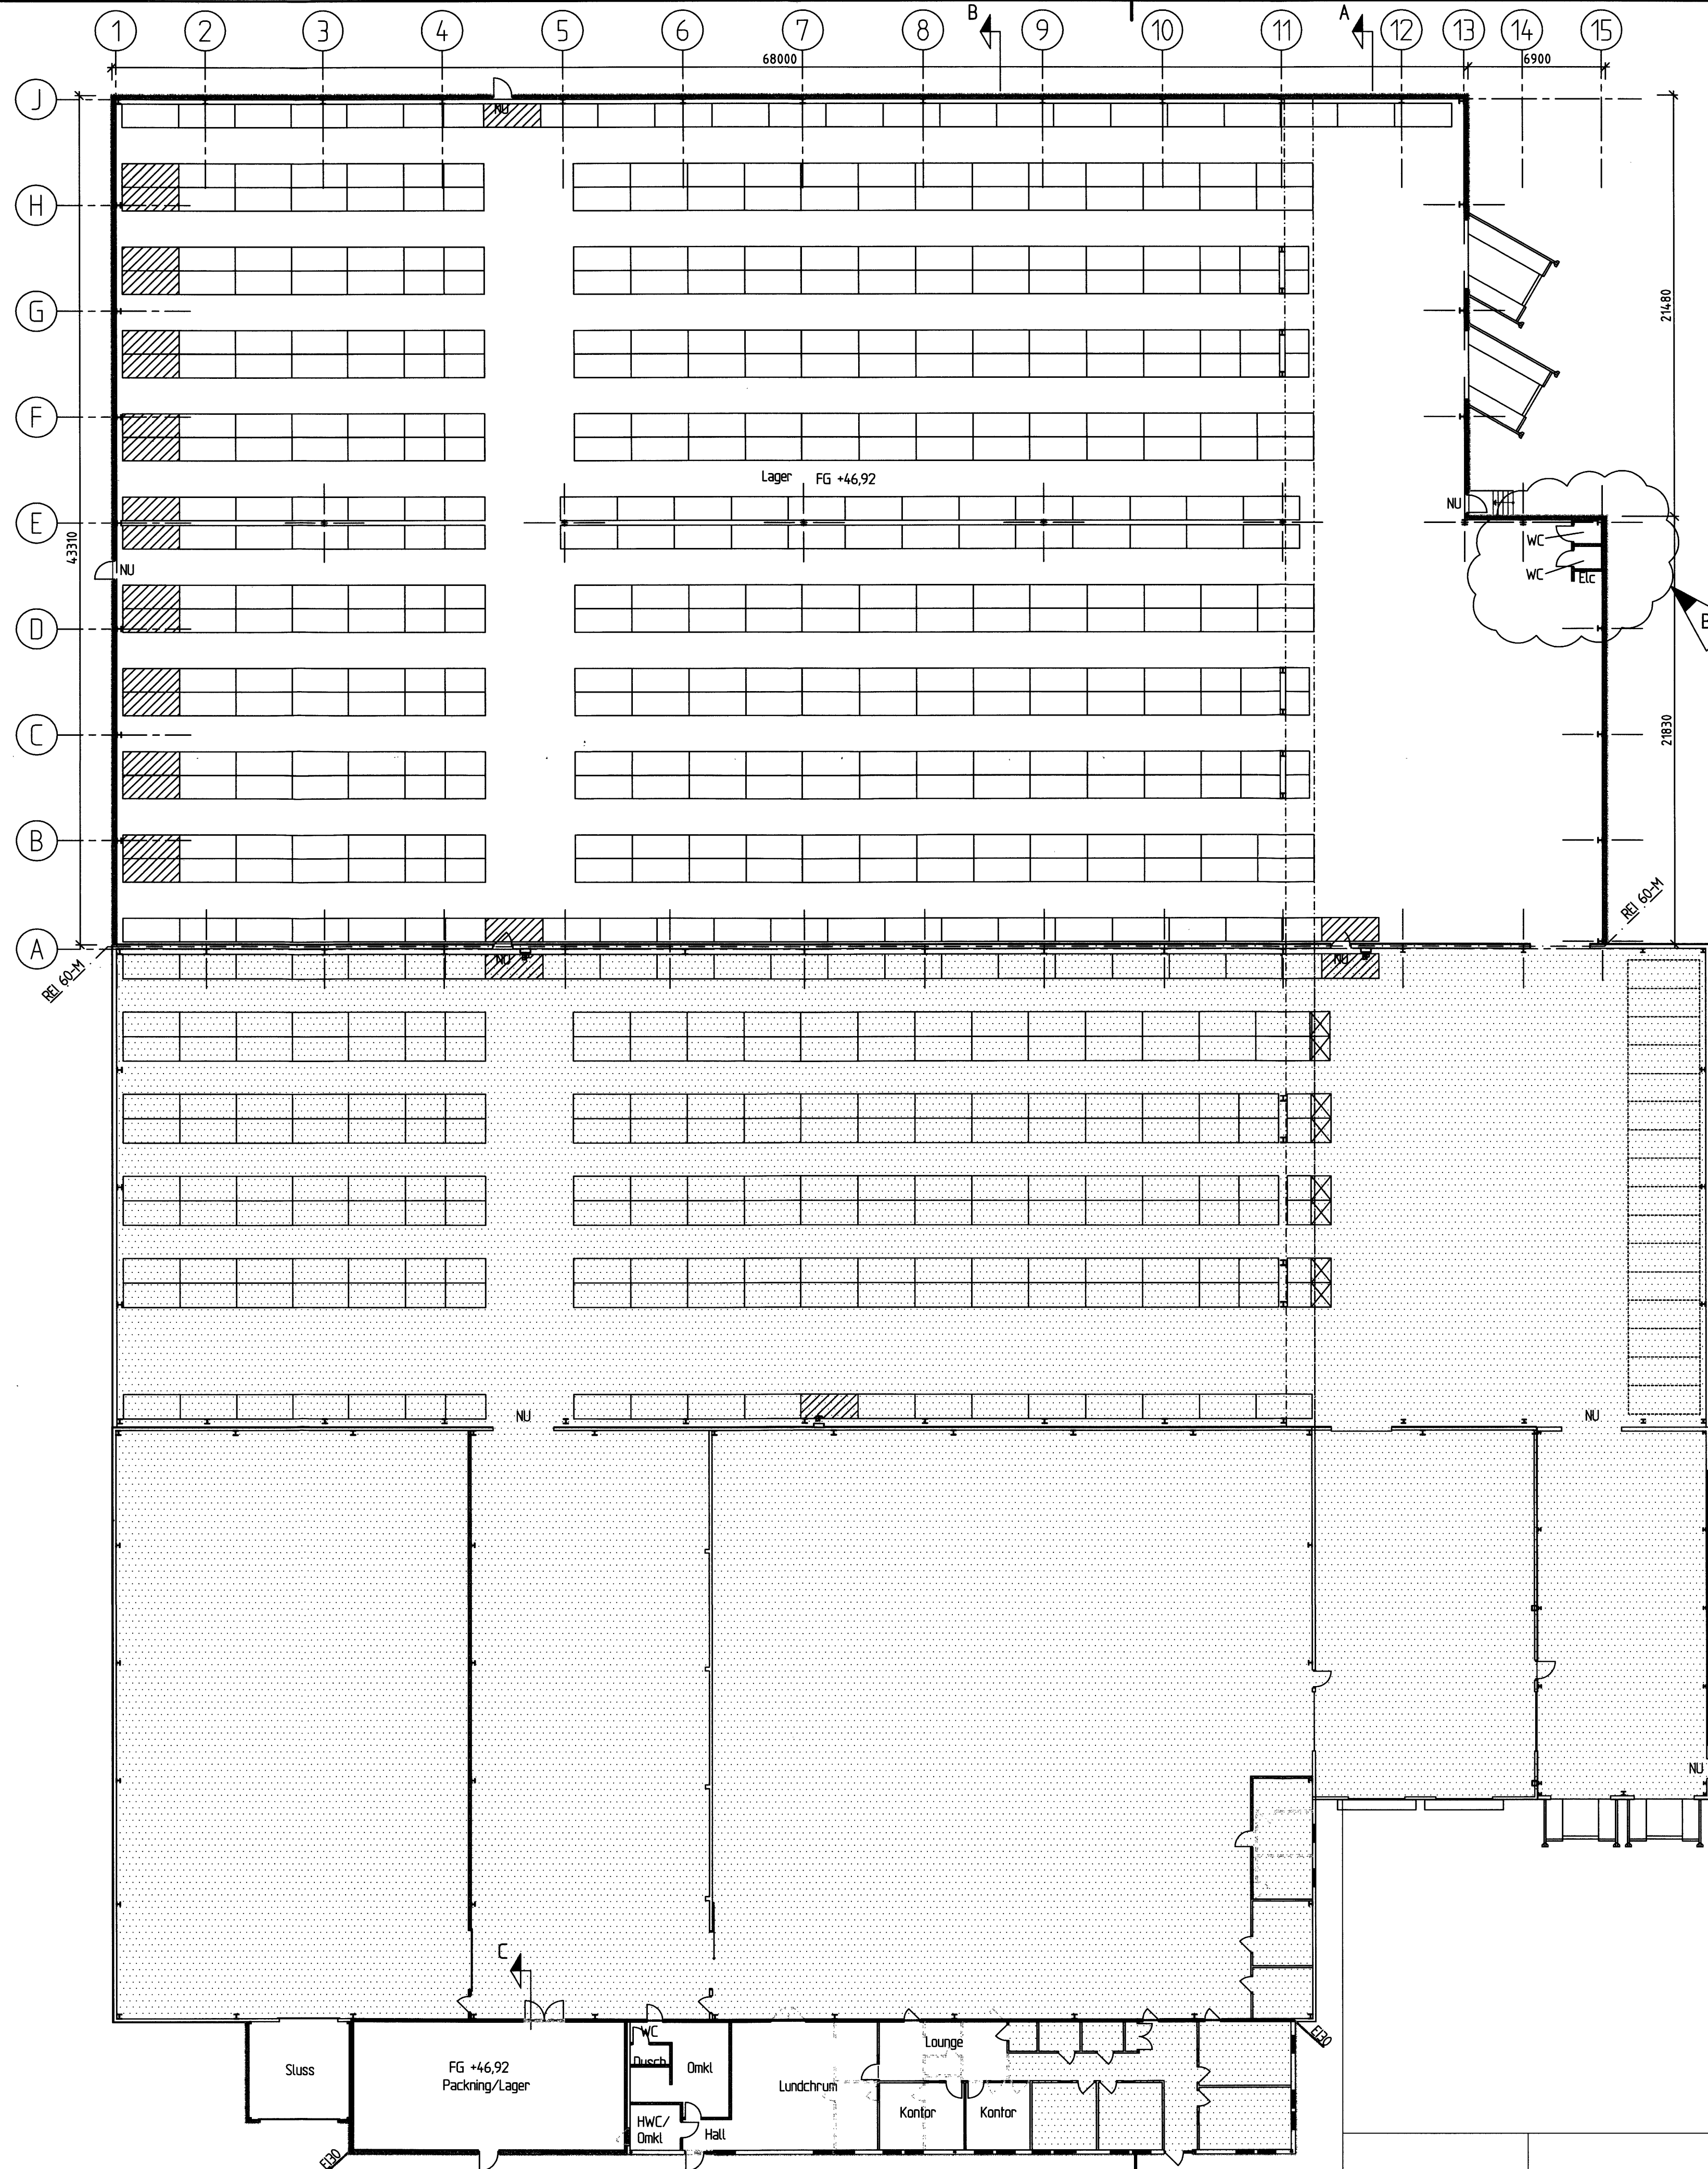 1 2 3 4 5 6 7 8 B 9 10 11 A 12 13 14 15
68000 6900
J
NU
H
G
21480
F
Lager FG +46,92
NU
E
WC
43310
NU
WC
Elc
D
B
C
21830
B
REI 60-M
A
NU NU
REI 60-M
NU NU
NU
C
EI30
WC
Lounge
Sluss
FG +46,92
Packning/Lager
Dusch
Omkl
Lundchrum
HWC/
Omkl
Kontor Kontor
Hall
EI30